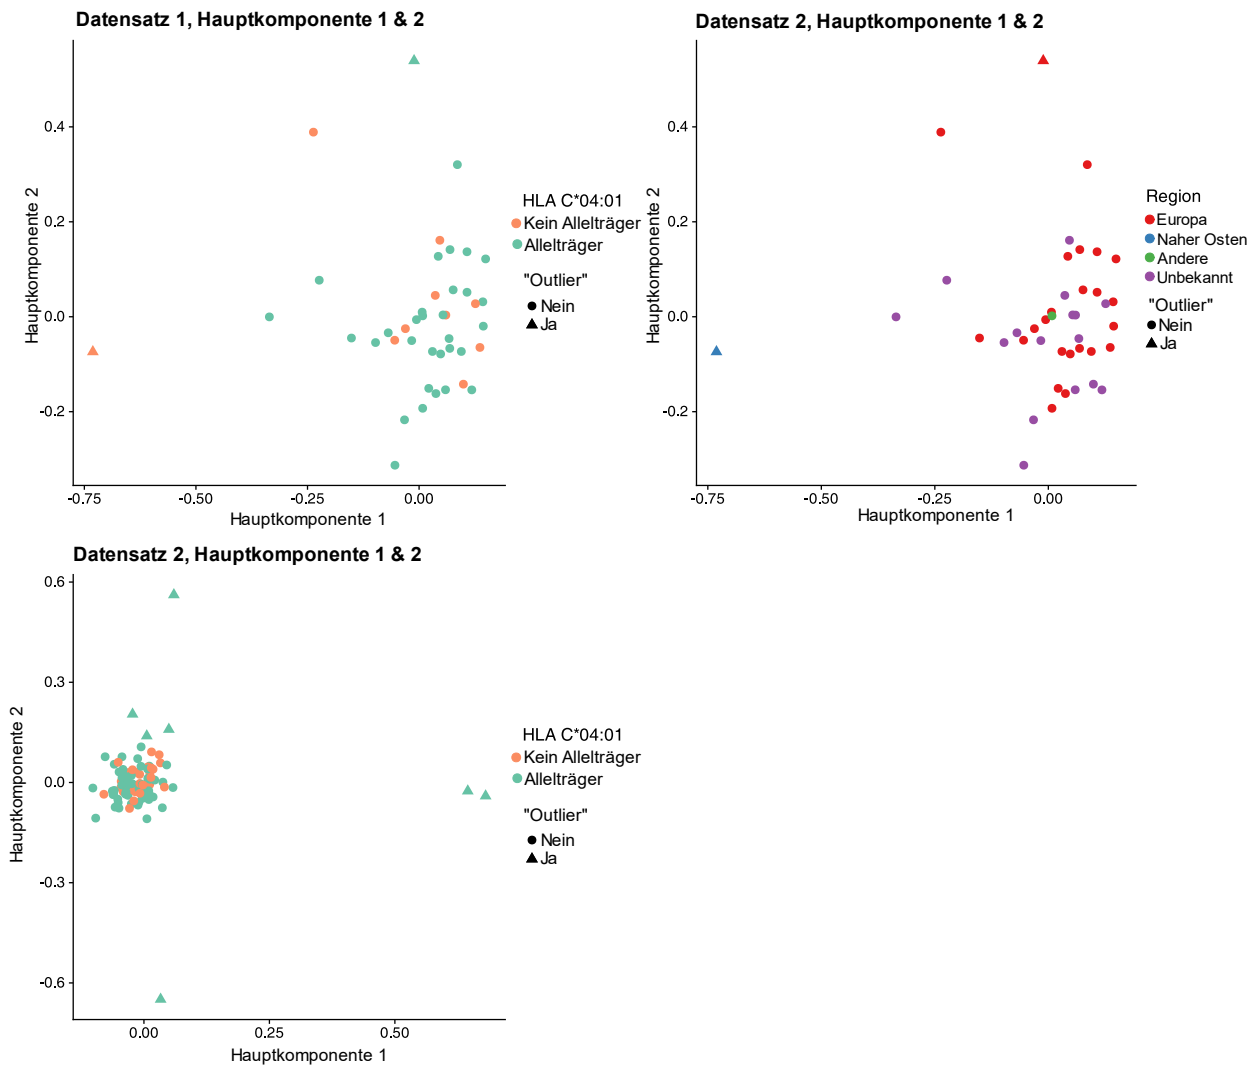 Datensatz 1, Hauptkomponente 1 & 2
0.4
0.2
0.0
-0.2
Hauptkomponente 2
-0.75
-0.50
-0.25
0.00
Hauptkomponente 1
HLA C*04:01
Kein Allelträger
Allelträger
"Outlier"
Nein
Ja
Datensatz 2, Hauptkomponente 1 & 2
0.4
0.2
0.0
-0.2
Hauptkomponente 2
-0.75
-0.50
-0.25
0.00
Hauptkomponente 1
Region
Europa
Naher Osten
Andere
Unbekannt
"Outlier"
Nein
Ja
Datensatz 2, Hauptkomponente 1 & 2
0.6
0.3
0.0
-0.3
-0.6
Hauptkomponente 2
0.00
0.25
0.50
Hauptkomponente 1
HLA C*04:01
Kein Allelträger
Allelträger
"Outlier"
Nein
Ja